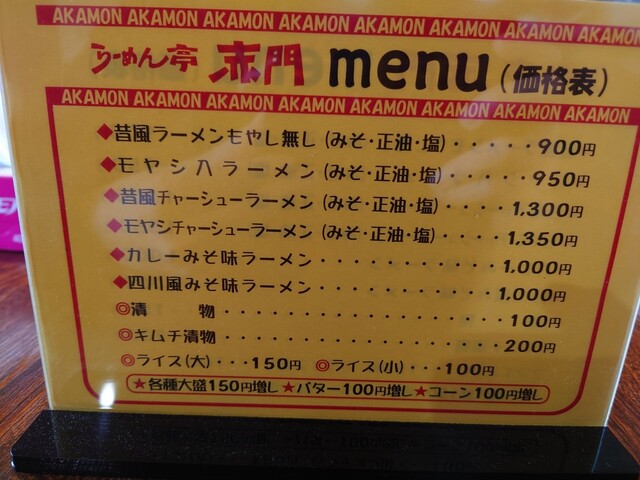 AKAMON AKAMON AKAMON AKAMON AKAMON AKAMON AKAMON AKAMON
らーめん亭 赤門 menu (価格表)
AKAMON AKAMON AKAMON AKAMON AKAMON AKAMON AKAMON AKAMON AKAMON
◆昔風ラーメンもやし無し (みそ・正油・塩)・・・・・900円
◆モヤシ入ラーメン (みそ・正油・塩)・・・・・950円
◆昔風チャーシューラーメン (みそ・正油・塩)・・・・1,300円
◆モヤシチャーシューラーメン (みそ・正油・塩)・・・・1,350円
◆カレーみそ味ラーメン・・・・・・・・・・・1,000円
◆四川風みそ味ラーメン・・・・・・・・・・・1,000円
◎漬 物・・・・・・・・・・・・・・・・・100円
◎キムチ漬物・・・・・・・・・・・・・・・・200円
◎ライス(大)・・・150円 ◎ライス(小)・・・・100円
★各種大盛150円増し★バター100円増し★コーン100円増し